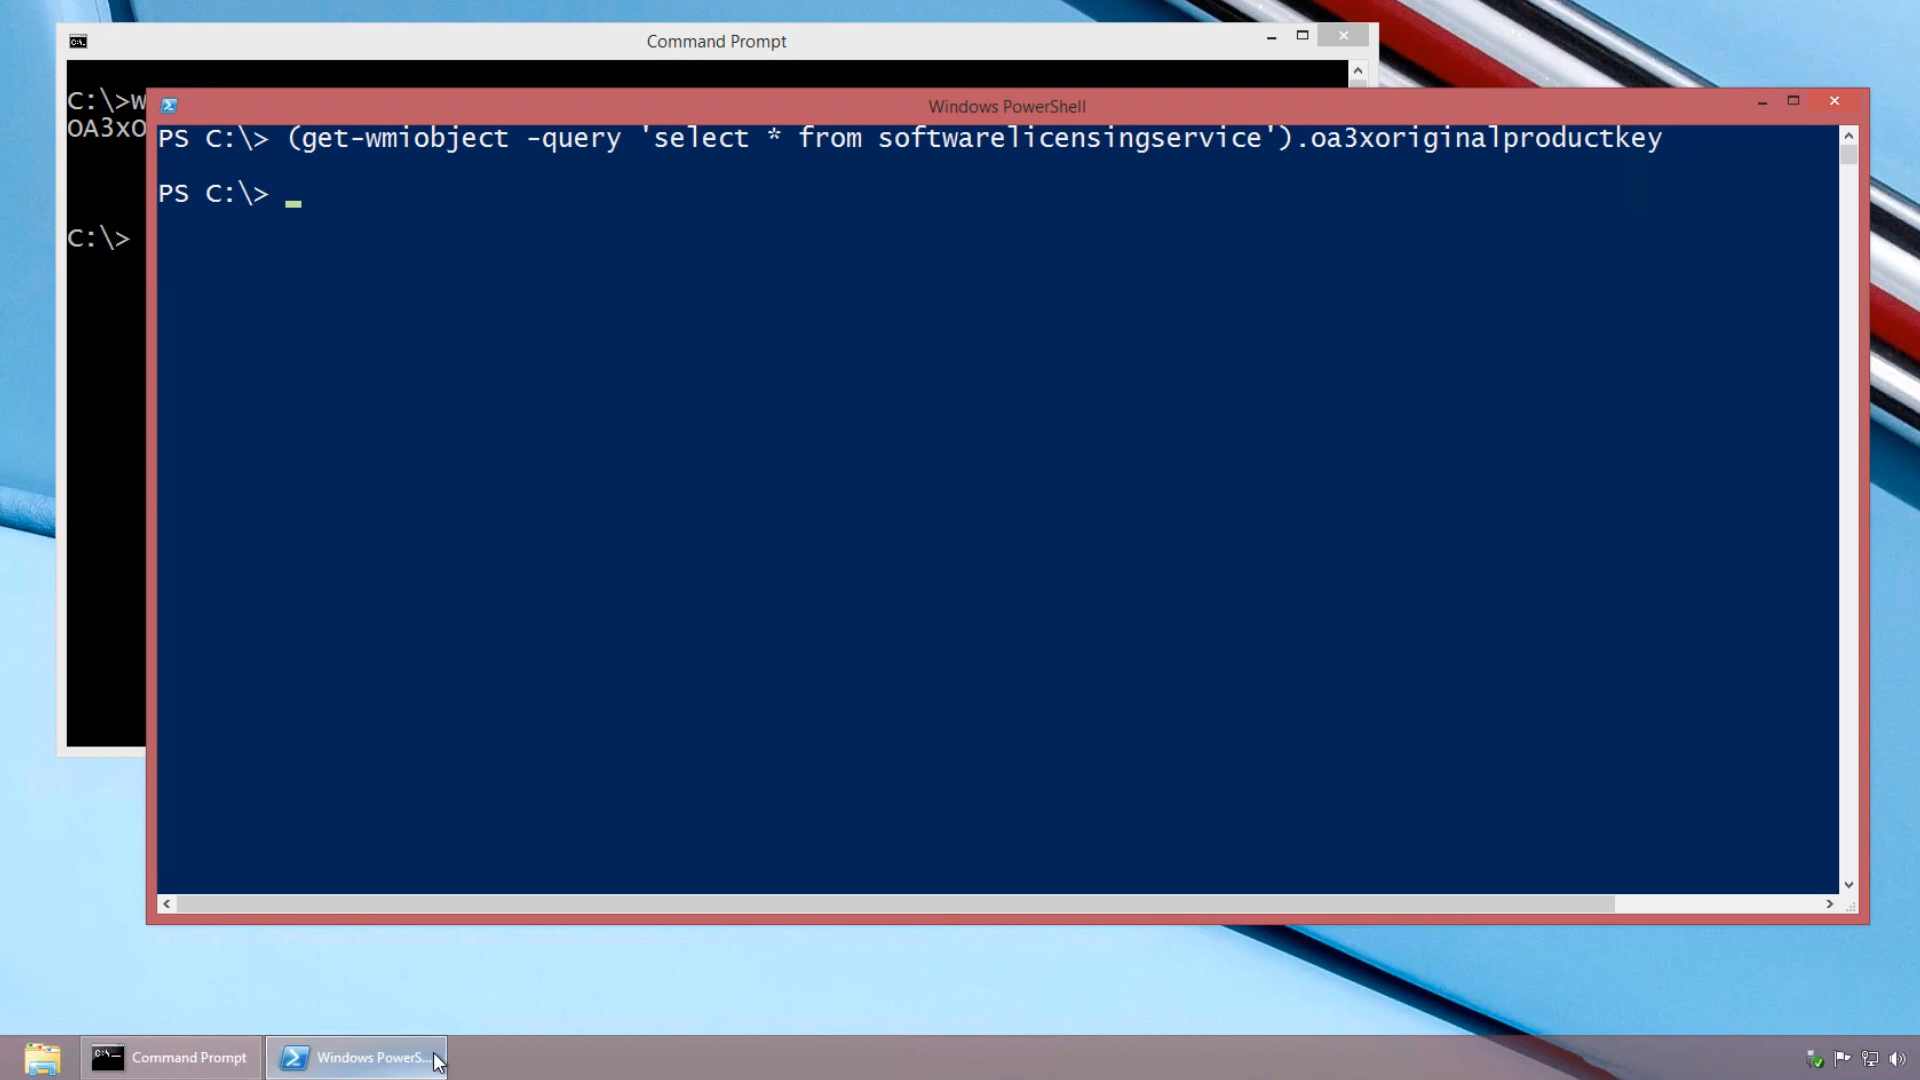 Command Prompt
C:\>w
OA3xO
C:\>
Windows PowerShell
PS C:\> (get-wmiobject -query 'select * from softwarelicensingservice').oa3xoriginalproductkey
PS C:\>
Command Prompt
Windows PowerS...